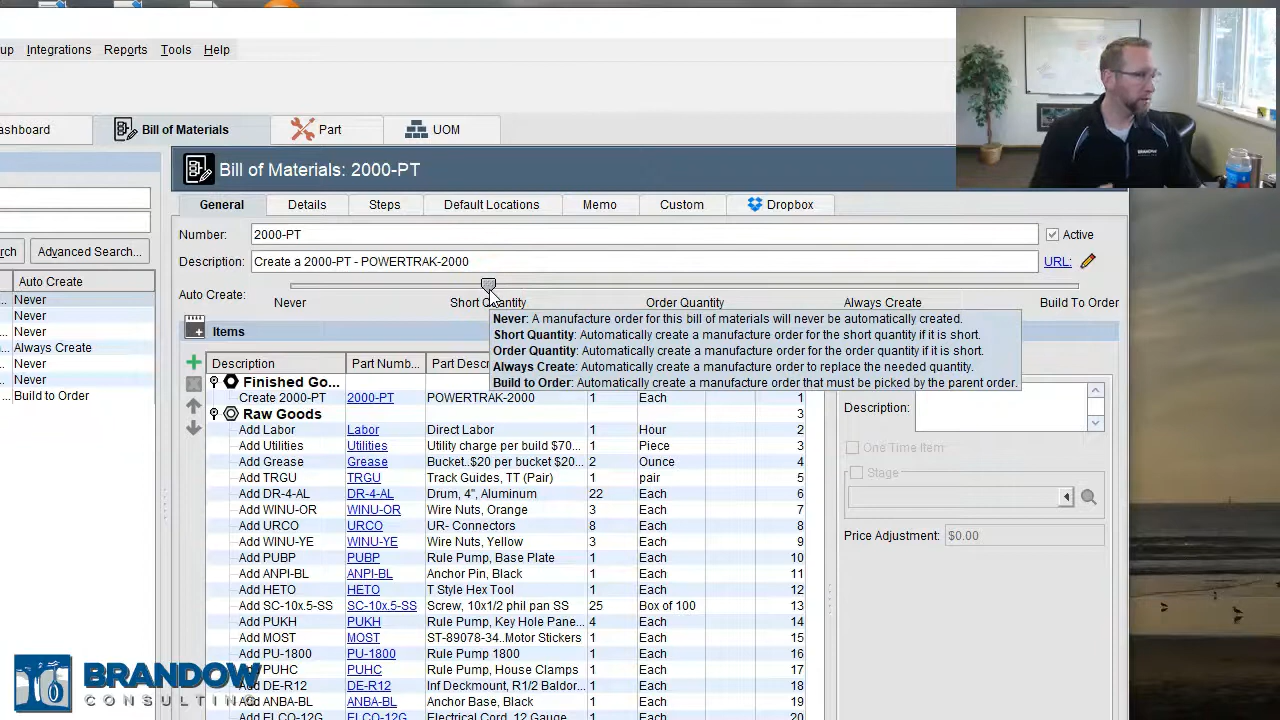 up Integrations Reports Tools Help
ashboard Bill of Materials Part UOM
Bill of Materials: 2000-PT
General Details Steps Default Locations Memo Custom Dropbox
Number: 2000-PT Active
Description: Create a 2000-PT - POWERTRAK-2000 URL:
rch Advanced Search...
Auto Create: Never Short Quantity Order Quantity Always Create Build To Order
Auto Create
Never
Never
Never
Always Create
Never
Never
Build to Order
Never: A manufacture order for this bill of materials will never be automatically created.
Short Quantity: Automatically create a manufacture order for the short quantity if it is short.
Order Quantity: Automatically create a manufacture order for the order quantity if it is short.
Always Create: Automatically create a manufacture order to replace the needed quantity.
Build to Order: Automatically create a manufacture order that must be picked by the parent order.
Items
Description Part Numb... Part Descr
Finished Go...
Create 2000-PT 2000-PT POWERTRAK-2000 1 Each 1
Raw Goods 3
Add Labor Labor Direct Labor 1 Hour 2
Add Utilities Utilities Utility charge per build $70... 1 Piece 3
Add Grease Grease Bucket..$20 per bucket $20... 2 Ounce 4
Add TRGU TRGU Track Guides, TT (Pair) 1 pair 5
Add DR-4-AL DR-4-AL Drum, 4", Aluminum 22 Each 6
Add WINU-OR WINU-OR Wire Nuts, Orange 3 Each 7
Add URCO URCO UR- Connectors 8 Each 8
Add WINU-YE WINU-YE Wire Nuts, Yellow 3 Each 9
Add PUBP PUBP Rule Pump, Base Plate 1 Each 10
Add ANPI-BL ANPI-BL Anchor Pin, Black 1 Each 11
Add HETO HETO T Style Hex Tool 1 Each 12
Add SC-10x.5-SS SC-10x.5-SS Screw, 10x1/2 phil pan SS 25 Box of 100 13
Add PUKH PUKH Rule Pump, Key Hole Pane... 4 Each 14
Add MOST MOST ST-89078-34..Motor Stickers 1 Each 15
Add PU-1800 PU-1800 Rule Pump 1800 1 Each 16
Add PUHC PUHC Rule Pump, House Clamps 1 Each 17
Add DE-R12 DE-R12 Inf Deckmount, R1/2 Baldor... 1 Each 18
Add ANBA-BL ANBA-BL Anchor Base, Black 1 Each 19
Add ELCO-12G ELCO-12G Electrical Cord, 12 Gauge 1 Each 20
Description:
One Time Item
Stage
Price Adjustment: $0.00
BRANDOW
BRANDOW
CONSULTING